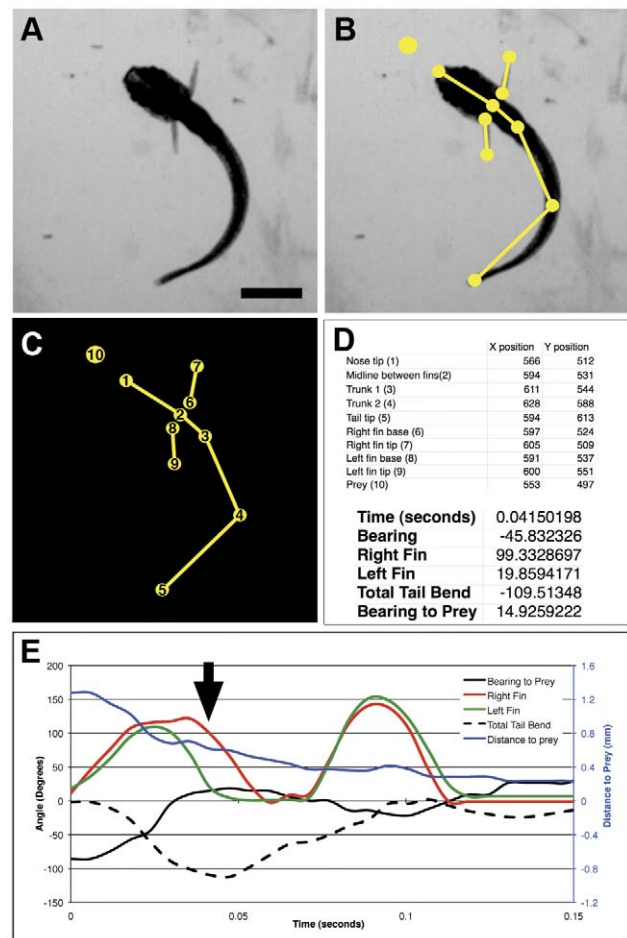 A
B
C
10
1
7
6
2
8
3
9
4
5
D
X position Y position
Nose tip (1) 566 512
Midline between fins(2) 594 531
Trunk 1 (3) 611 544
Trunk 2 (4) 628 588
Tail tip (5) 594 613
Right fin base (6) 597 524
Right fin tip (7) 605 509
Left fin base (8) 591 537
Left fin tip (9) 600 551
Prey (10) 553 497
Time (seconds) 0.04150198
Bearing -45.832326
Right Fin 99.3328697
Left Fin 19.8594171
Total Tail Bend -109.51348
Bearing to Prey 14.9259222
E
200
150
100
50
0
-50
-100
-150
Angle (Degrees)
Bearing to Prey
Right Fin
Left Fin
Total Tail Bend
Distance to prey
1.6
1.2
0.8
0.4
0
-0.4
-0.8
-1.2
Distance to Prey (mm)
0 0.05 0.1 0.15
Time (seconds)